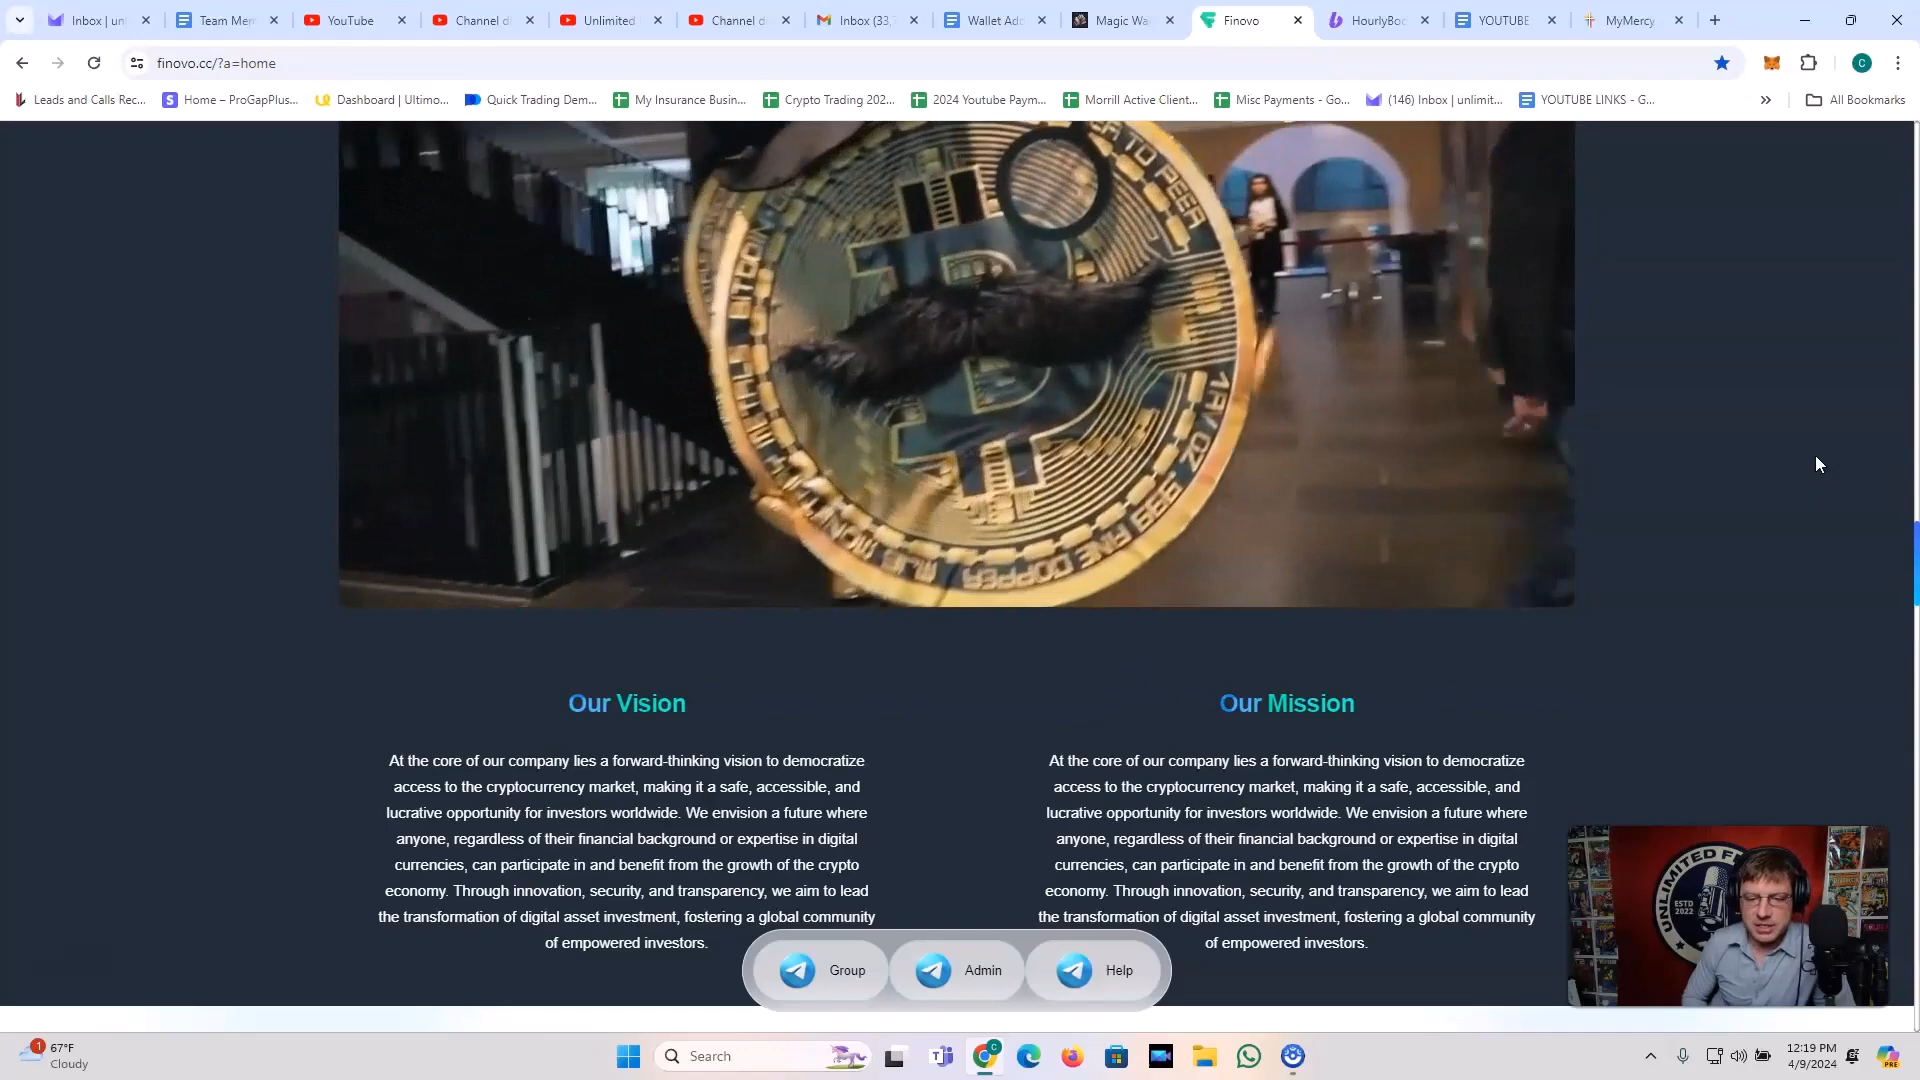 Inbox | unl
Team Mem
YouTube
Channel d
Unlimited
Channel d
Inbox (33,
Wallet Add
Magic Wa
Finovo
HourlyBoo
YOUTUBE
MyMercy
finovo.cc/?a=home
C
Leads and Calls Rec...
Home – ProGapPlus...
Dashboard | Ultimo...
Quick Trading Dem...
My Insurance Busin...
Crypto Trading 202...
2024 Youtube Paym...
Morrill Active Client...
Misc Payments - Go...
(146) Inbox | unlimit...
YOUTUBE LINKS - G...
All Bookmarks
Our Vision
At the core of our company lies a forward-thinking vision to democratize
access to the cryptocurrency market, making it a safe, accessible, and
lucrative opportunity for investors worldwide. We envision a future where
anyone, regardless of their financial background or expertise in digital
currencies, can participate in and benefit from the growth of the crypto
economy. Through innovation, security, and transparency, we aim to lead
the transformation of digital asset investment, fostering a global community
of empowered investors.
Our Mission
At the core of our company lies a forward-thinking vision to democratize
access to the cryptocurrency market, making it a safe, accessible, and
lucrative opportunity for investors worldwide. We envision a future where
anyone, regardless of their financial background or expertise in digital
currencies, can participate in and benefit from the growth of the crypto
economy. Through innovation, security, and transparency, we aim to lead
the transformation of digital asset investment, fostering a global community
of empowered investors.
Group
Admin
Help
UNLIMITED F
ESTD
2022
1
67°F
Cloudy
Search
12:19 PM
4/9/2024